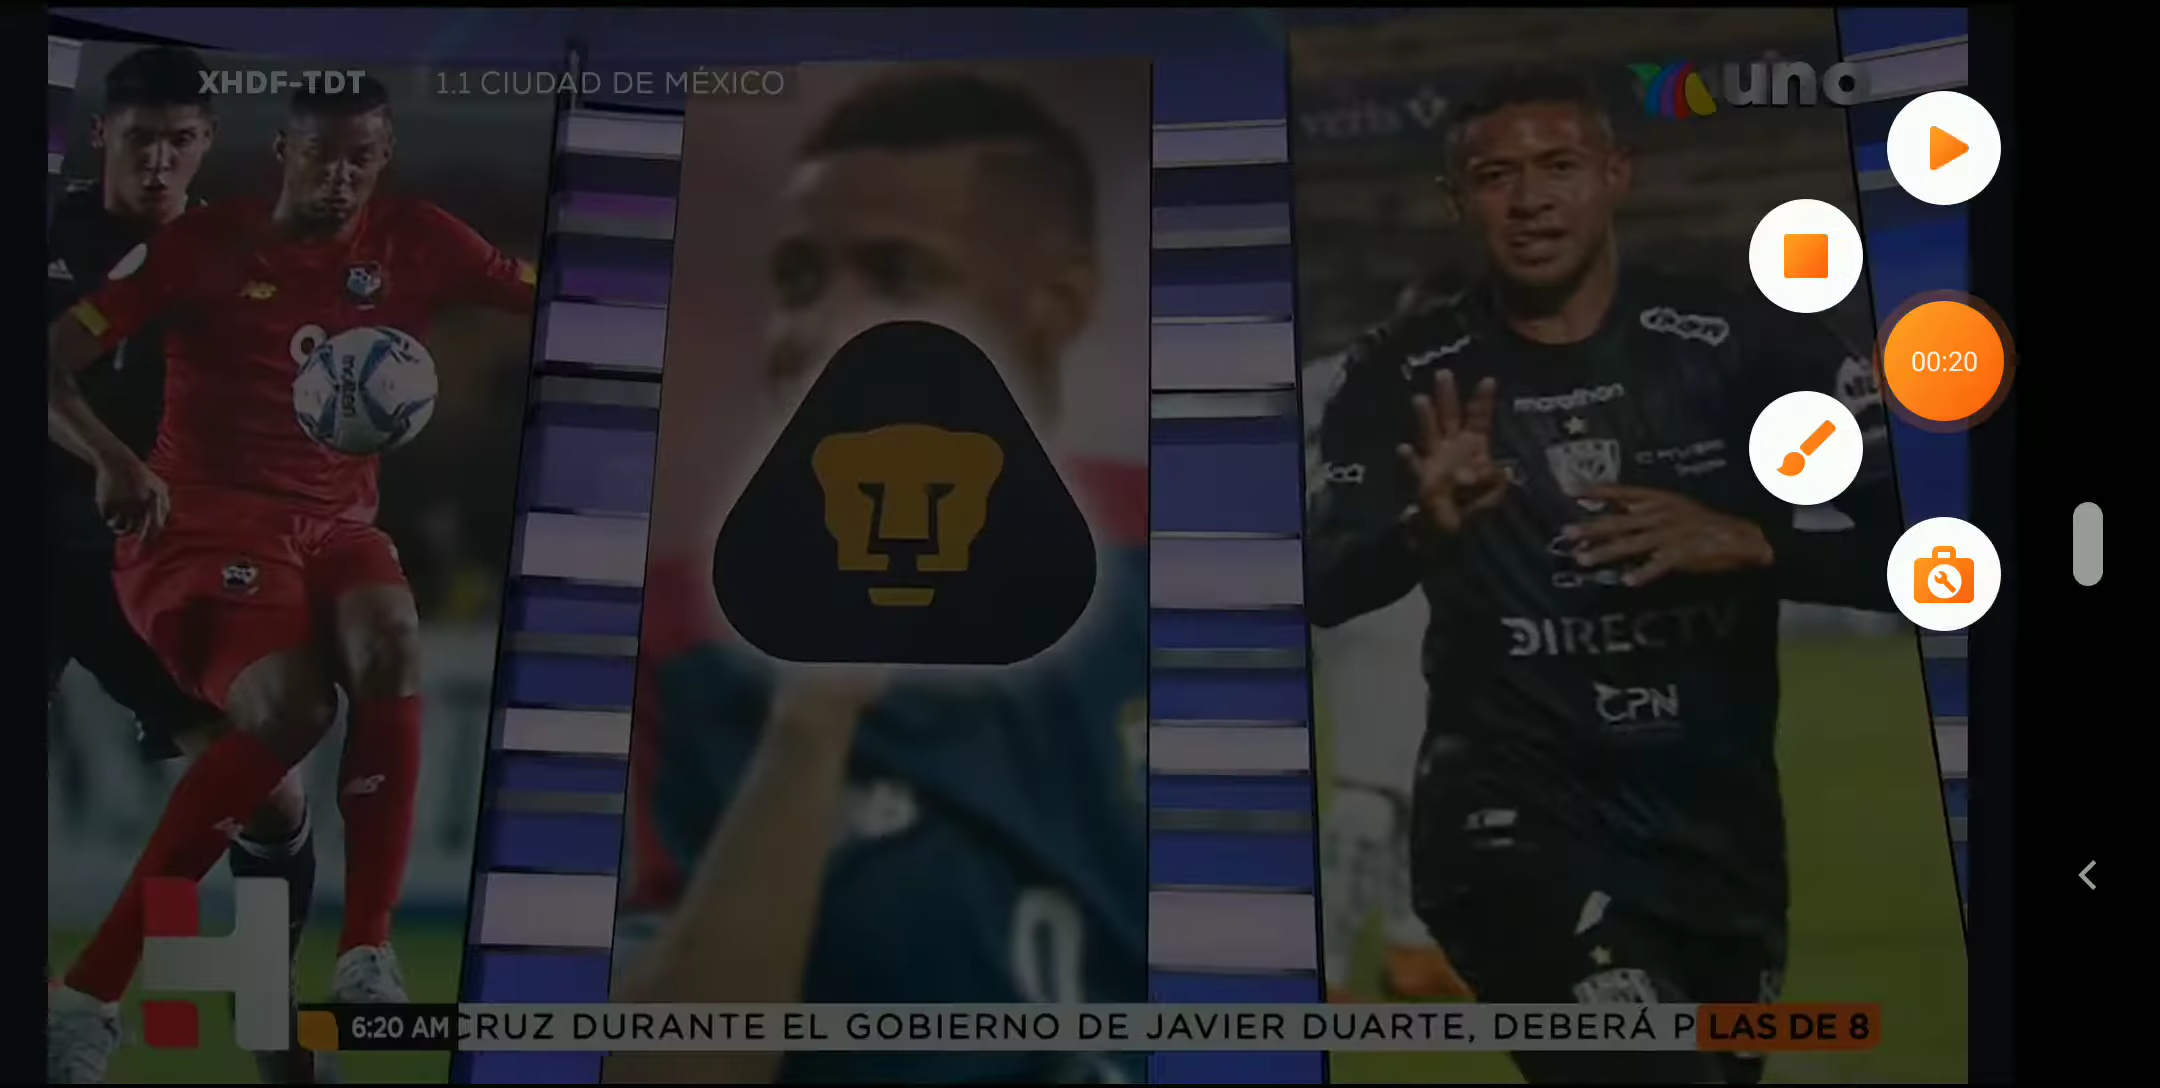 XHDF-TDT 1.1 CIUDAD DE MÉXICO
uno
00:20
marathon
DIRECTV
CPN
6:20 AM CRUZ DURANTE EL GOBIERNO DE JAVIER DUARTE, DEBERÁ P LAS DE 8